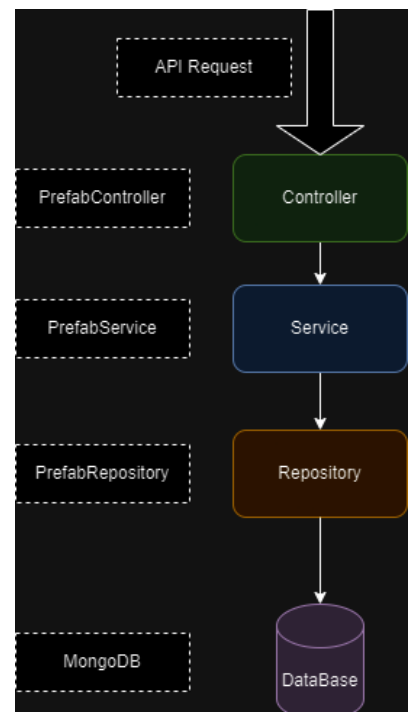 API Request
PrefabController
Controller
PrefabService
Service
PrefabRepository
Repository
MongoDB
DataBase